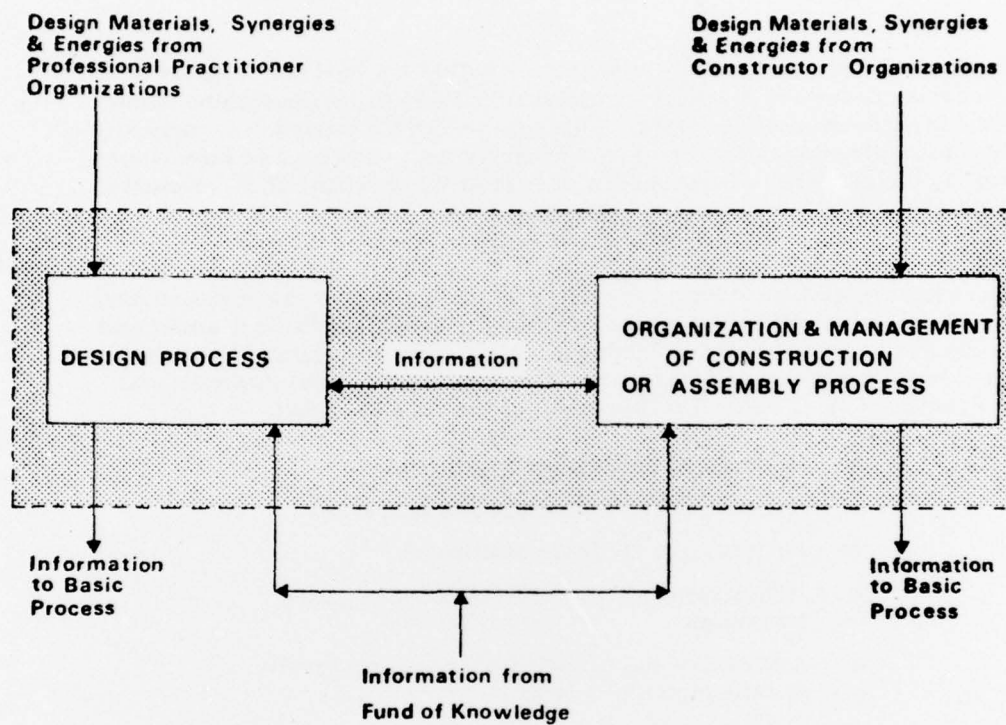 Design Materials, Synergies
& Energies from
Professional Practitioner
Organizations
Design Materials, Synergies
& Energies from
Constructor Organizations
DESIGN PROCESS
Information
ORGANIZATION & MANAGEMENT
OF CONSTRUCTION
OR ASSEMBLY PROCESS
Information
to Basic
Process
Information
to Basic
Process
Information from
Fund of Knowledge